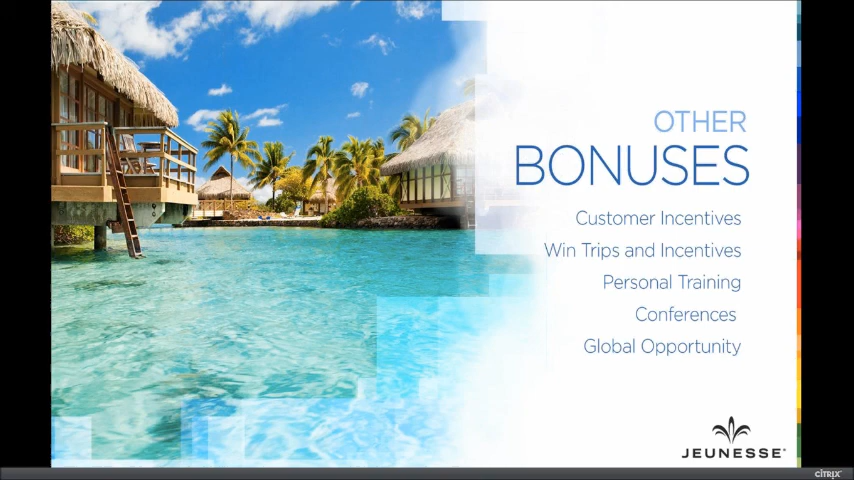 OTHER
BONUSES
Customer Incentives
Win Trips and Incentives
Personal Training
Conferences
Global Opportunity
JEUNESSE®
CITRIX